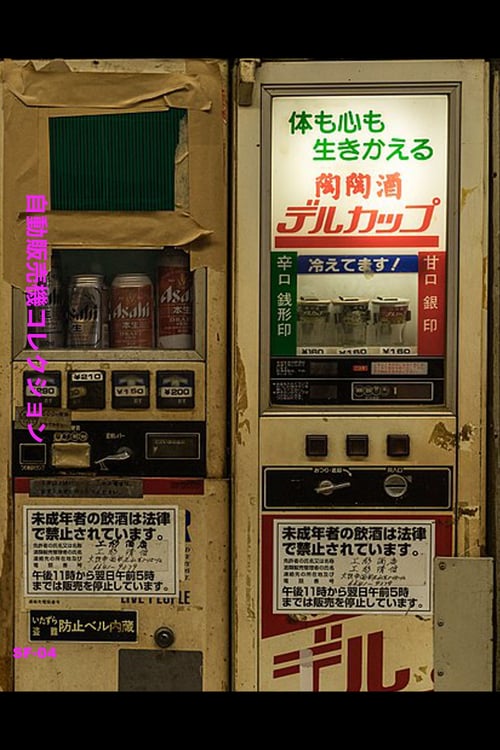 自動販売機コレクション
SF-04
Asahi
本生
¥210
¥150
¥200
未成年者の飲酒は法律
で禁止されています。
午後11時から翌日午前5時
までは販売を停止しています。
LIVE PEOPLE
いたずら
盗難
防止ベル内蔵
体も心も
生きかえる
陶陶酒
デルカップ
辛口 銭形印
冷えてます!
甘口 銀印
¥160
¥160
¥160
未成年者の飲酒は法律
で禁止されています。
午後11時から翌日午前5時
までは販売を停止しています。
デル